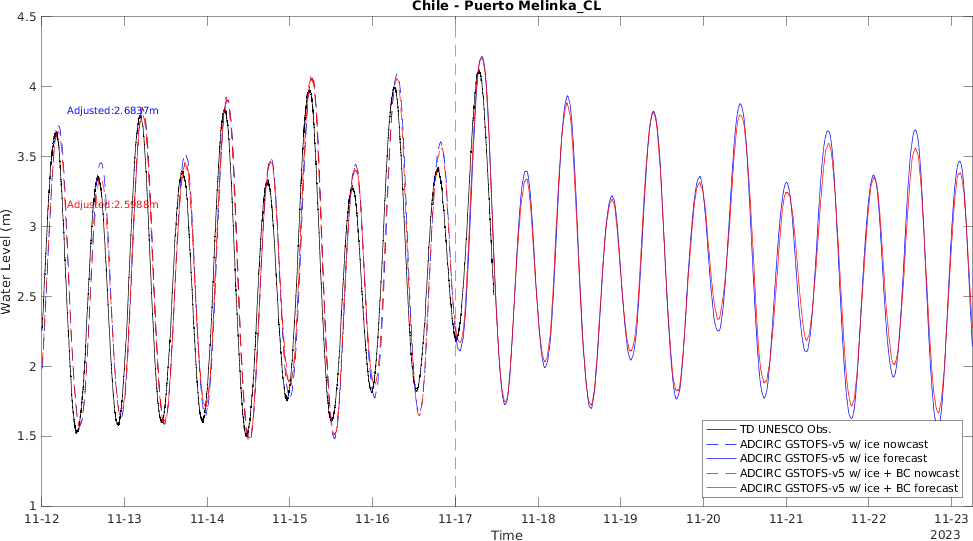 Chile - Puerto Melinka_CL
4.5
4
3.5
3
2.5
2
1.5
1
Water Level (m)
Adjusted:2.6837m
Adjusted:2.5988m
TD UNESCO Obs.
ADCIRC GSTOFS-v5 w/ ice nowcast
ADCIRC GSTOFS-v5 w/ ice forecast
ADCIRC GSTOFS-v5 w/ ice + BC nowcast
ADCIRC GSTOFS-v5 w/ ice + BC forecast
11-12 11-13 11-14 11-15 11-16 11-17 11-18 11-19 11-20 11-21 11-22 11-23
Time
2023